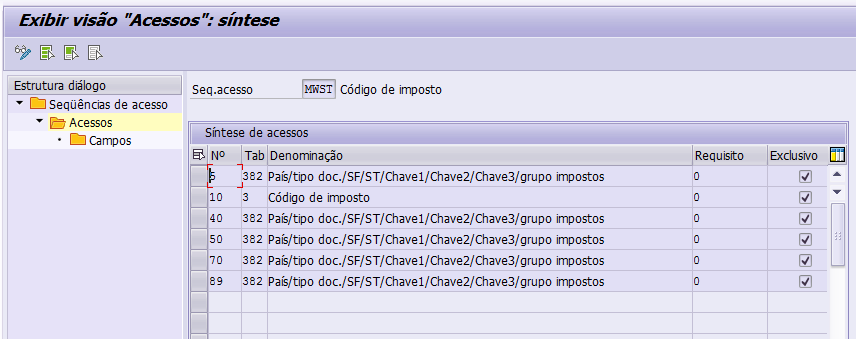 Exibir visão "Acessos": síntese
Estrutura diálogo
Seqüências de acesso
Acessos
Campos
Seq.acesso MWST Código de imposto
Síntese de acessos
Nº Tab Denominação Requisito Exclusivo
5 382 País/tipo doc./SF/ST/Chave1/Chave2/Chave3/grupo impostos 0
10 3 Código de imposto 0
40 382 País/tipo doc./SF/ST/Chave1/Chave2/Chave3/grupo impostos 0
50 382 País/tipo doc./SF/ST/Chave1/Chave2/Chave3/grupo impostos 0
70 382 País/tipo doc./SF/ST/Chave1/Chave2/Chave3/grupo impostos 0
89 382 País/tipo doc./SF/ST/Chave1/Chave2/Chave3/grupo impostos 0